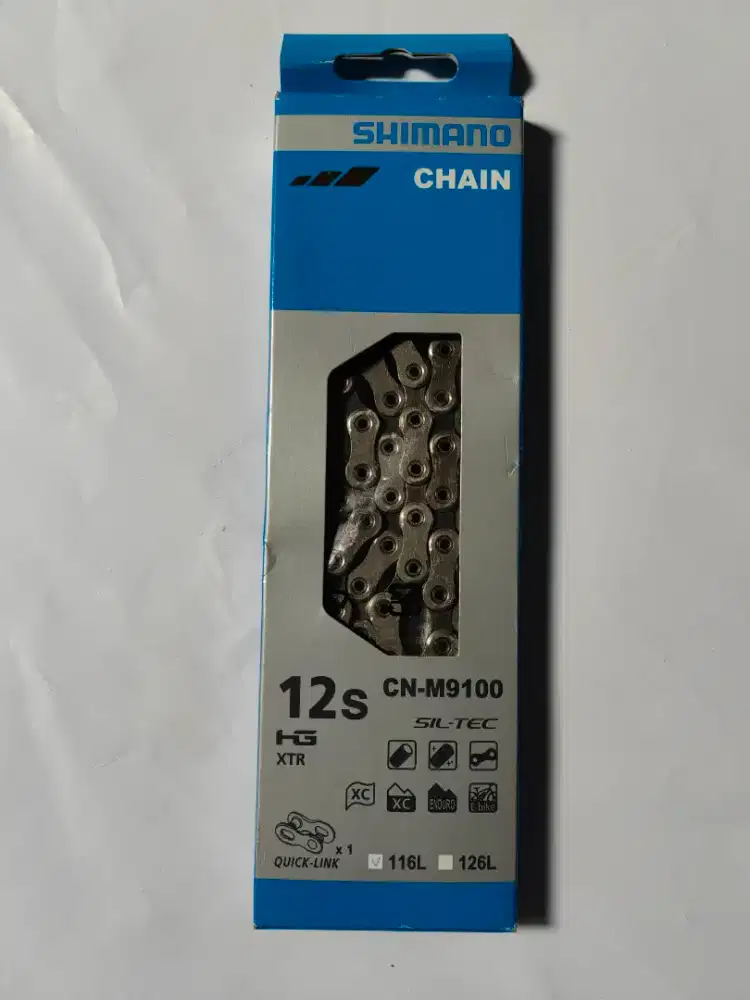 SHIMANO
CHAIN
12s CN-M9100
SIL-TEC
HG
XTR
XC XC ENDURO E-bike
x 1
QUICK-LINK 116L 126L